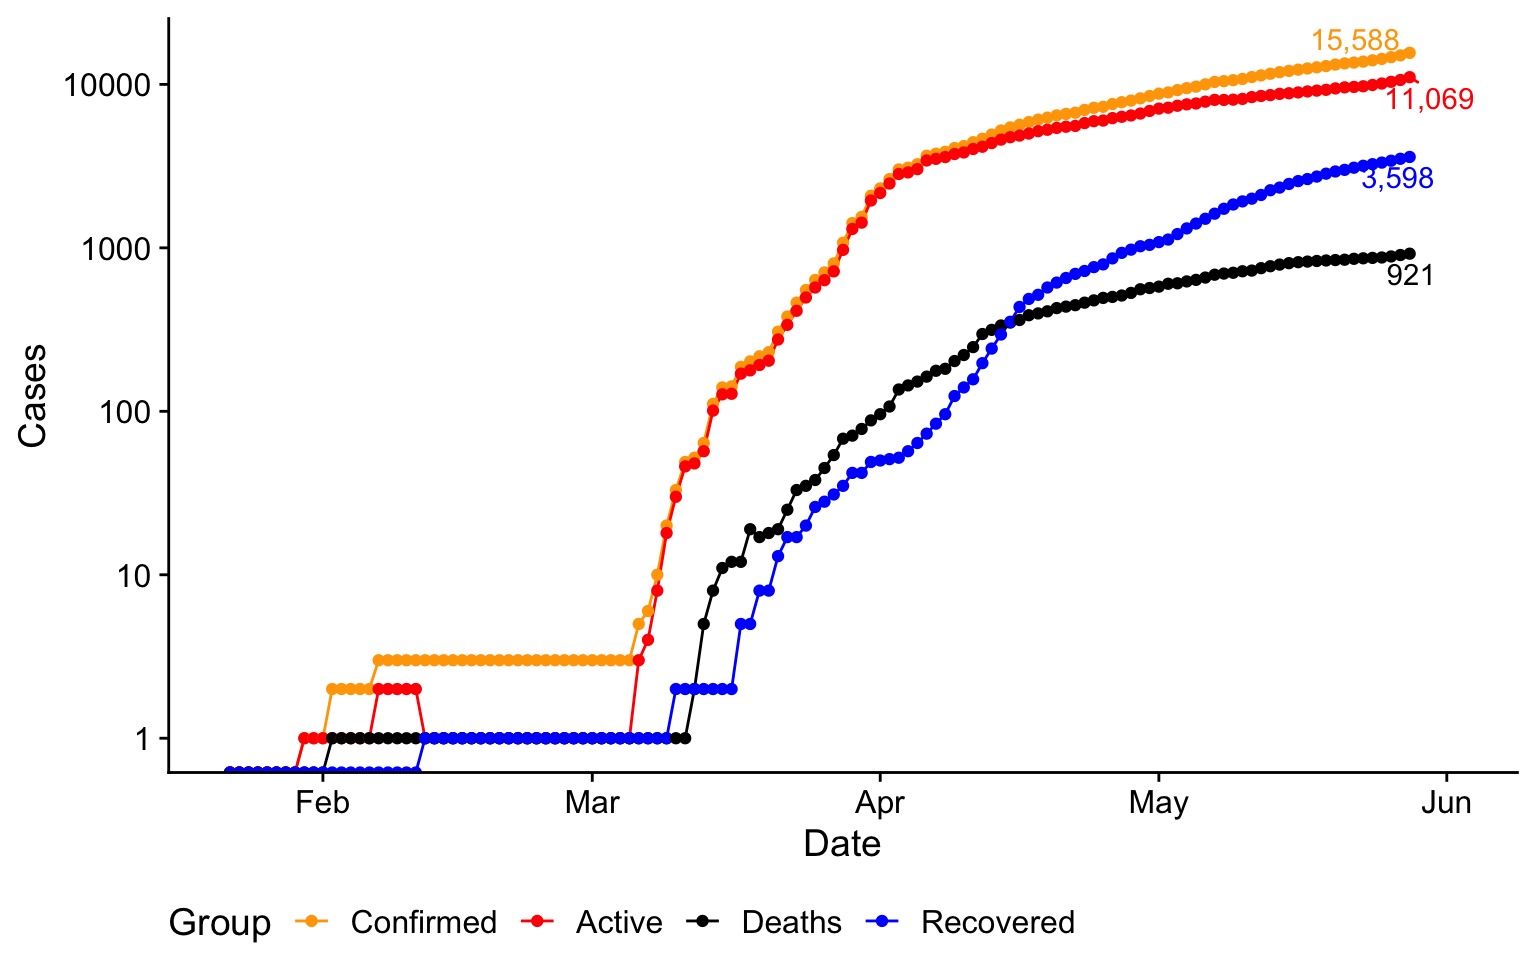 15,588
10000
11,069
3,598
1000
921
Cases
100
10
1
Feb Mar Apr May Jun
Date
Group Confirmed Active Deaths Recovered